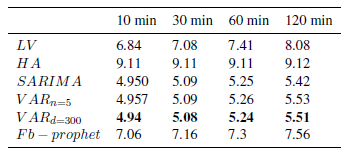 10 min 30 min 60 min 120 min
LV 6.84 7.08 7.41 8.08
HA 9.11 9.11 9.11 9.12
SARIMA 4.950 5.09 5.25 5.42
VARn=5 4.957 5.09 5.26 5.53
VARd=300 4.94 5.08 5.24 5.51
Fb − prophet 7.06 7.16 7.3 7.56